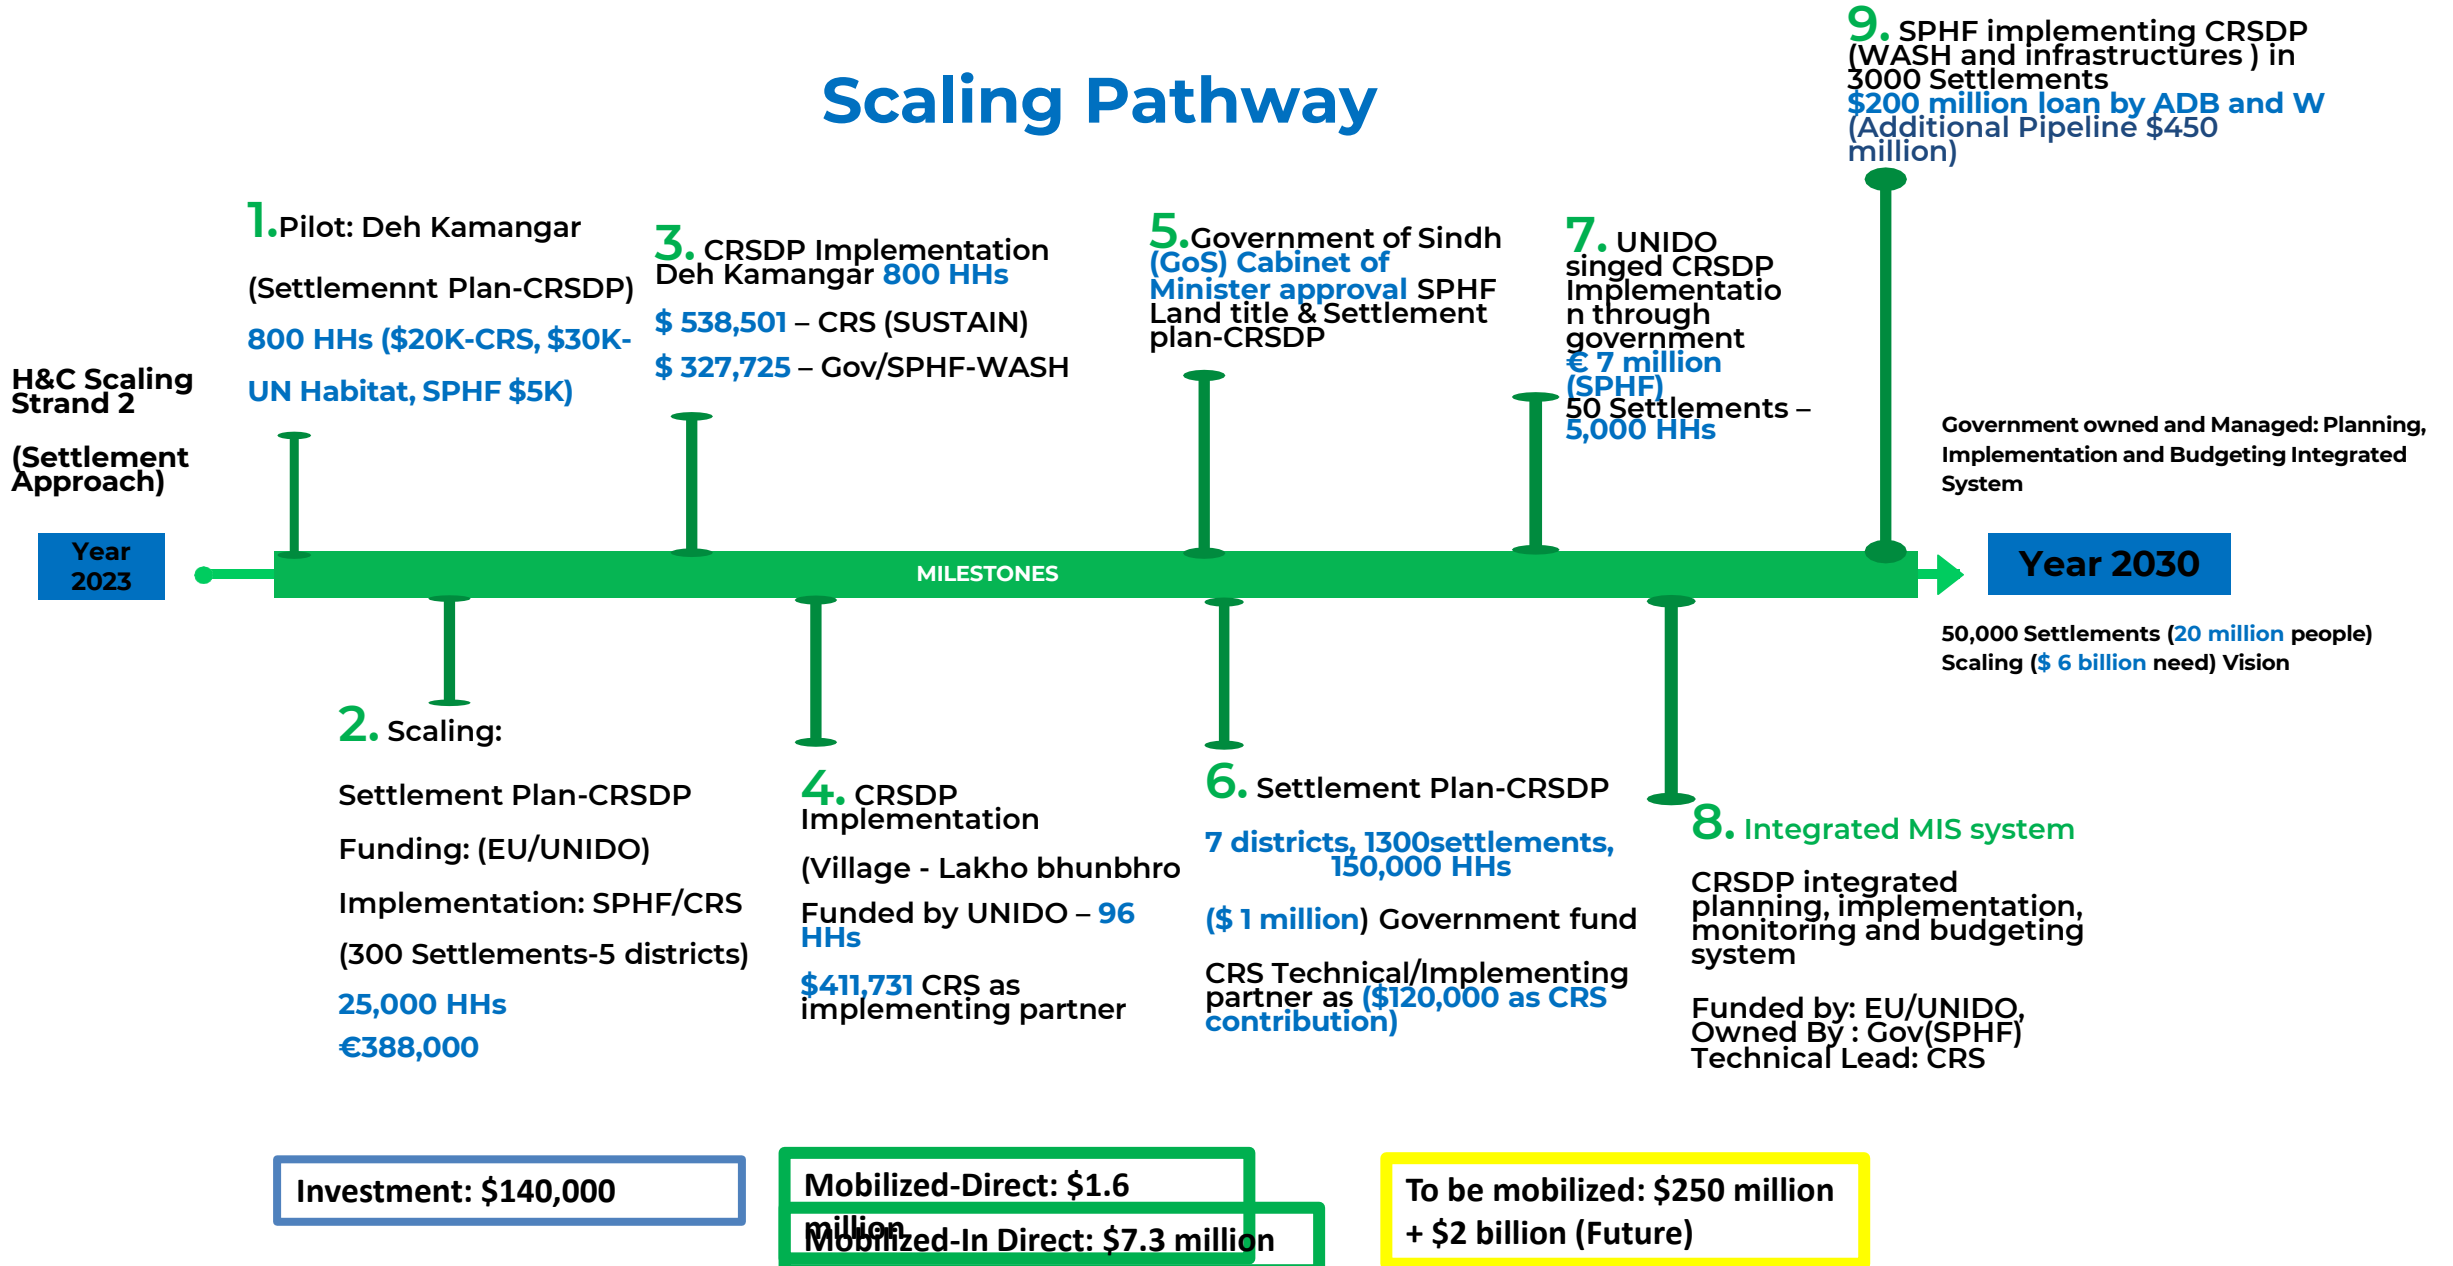 Scaling Pathway
9. SPHF implementing CRSDP
(WASH and infrastructures ) in
3000 Settlements
$200 million loan by ADB and W
(Additional Pipeline $450
million)
1.Pilot: Deh Kamangar
(Settlemennt Plan-CRSDP)
800 HHs ($20K-CRS, $30K-
UN Habitat, SPHF $5K)
3. CRSDP Implementation
Deh Kamangar 800 HHs
$ 538,501 – CRS (SUSTAIN)
$ 327,725 – Gov/SPHF-WASH
5.Government of Sindh
(GoS) Cabinet of
Minister approval SPHF
Land title & Settlement
plan-CRSDP
7. UNIDO
singed CRSDP
Implementatio
n through
government
€ 7 million
(SPHF)
50 Settlements –
5,000 HHs
H&C Scaling
Strand 2
(Settlement
Approach)
Government owned and Managed: Planning,
Implementation and Budgeting Integrated
System
Year
2023
MILESTONES
Year 2030
50,000 Settlements (20 million people)
Scaling ($ 6 billion need) Vision
2. Scaling:
Settlement Plan-CRSDP
Funding: (EU/UNIDO)
Implementation: SPHF/CRS
(300 Settlements-5 districts)
25,000 HHs
€388,000
4. CRSDP
Implementation
(Village - Lakho bhunbhro
Funded by UNIDO – 96
HHs
$411,731 CRS as
implementing partner
6. Settlement Plan-CRSDP
7 districts, 1300settlements,
150,000 HHs
($ 1 million) Government fund
CRS Technical/Implementing
partner as ($120,000 as CRS
contribution)
8. Integrated MIS system
CRSDP integrated
planning, implementation,
monitoring and budgeting
system
Funded by: EU/UNIDO,
Owned By : Gov(SPHF)
Technical Lead: CRS
Investment: $140,000
Mobilized-Direct: $1.6
million
Mobilized-In Direct: $7.3 million
To be mobilized: $250 million
+ $2 billion (Future)